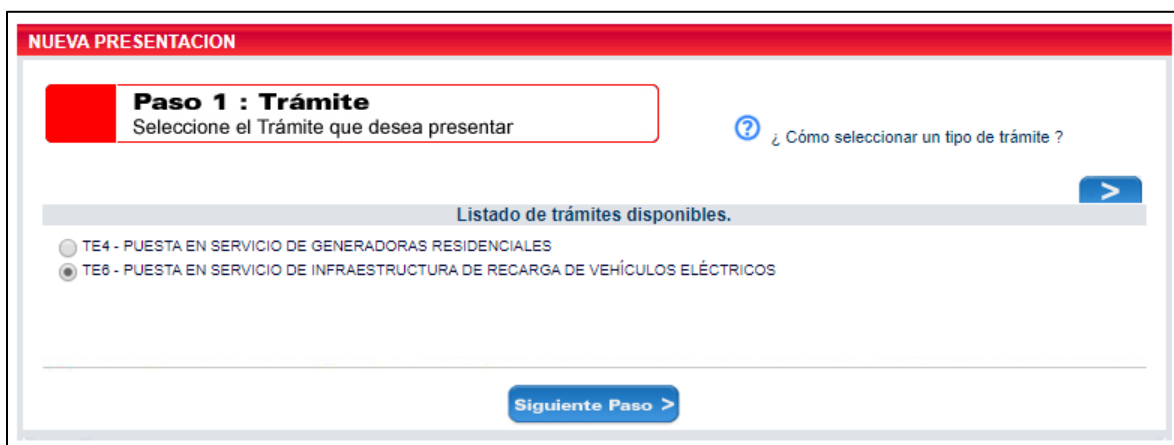 NUEVA PRESENTACION
Paso 1 : Trámite
Seleccione el Trámite que desea presentar
¿ Cómo seleccionar un tipo de trámite ?
>
Listado de trámites disponibles.
TE4 - PUESTA EN SERVICIO DE GENERADORAS RESIDENCIALES
TE6 - PUESTA EN SERVICIO DE INFRAESTRUCTURA DE RECARGA DE VEHÍCULOS ELÉCTRICOS
Siguiente Paso >